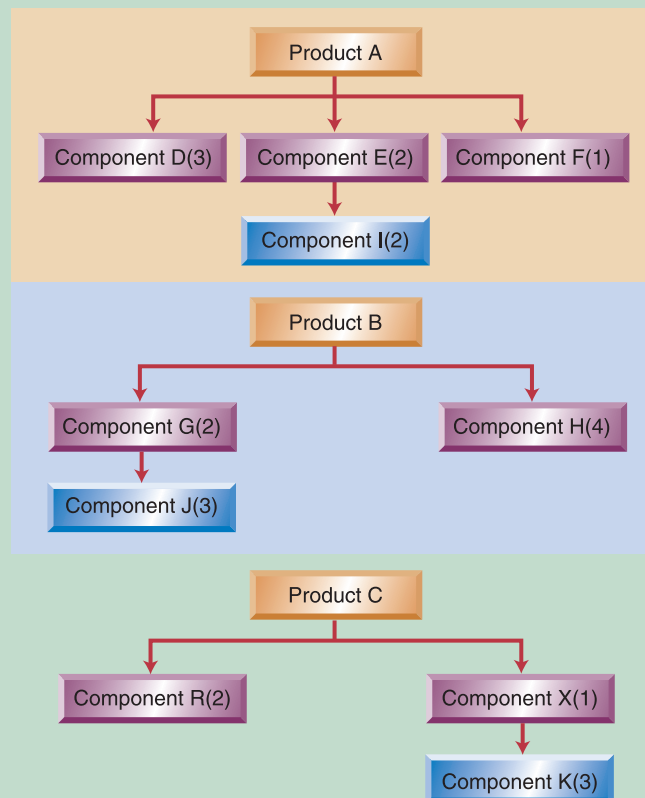 Product A
Component D(3)
Component E(2)
Component F(1)
Component I(2)
Product B
Component G(2)
Component H(4)
Component J(3)
Product C
Component R(2)
Component X(1)
Component K(3)